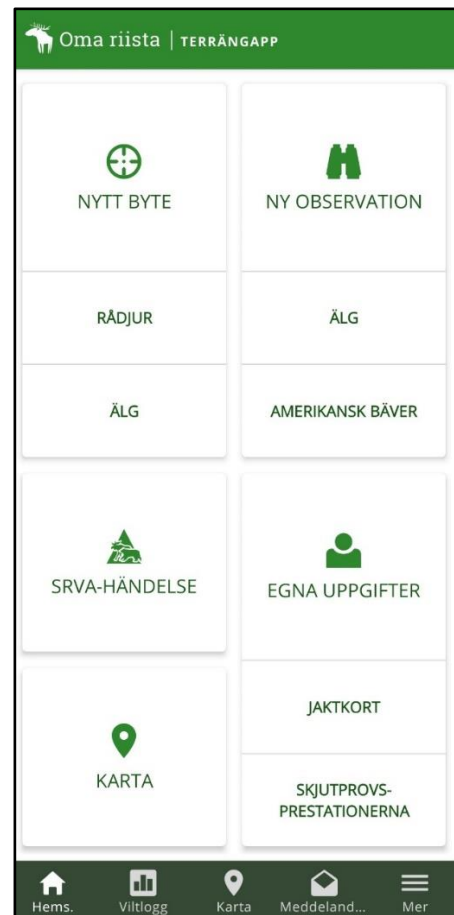 Oma riista | TERRÄNGAPP
NYTT BYTE
RÅDJUR
ÄLG
NY OBSERVATION
ÄLG
AMERIKANSK BÄVER
SRVA-HÄNDELSE
KARTA
EGNA UPPGIFTER
JAKTKORT
SKJUTPROVS-
PRESTATIONERNA
Hems. Viltlogg Karta Meddeland... Mer